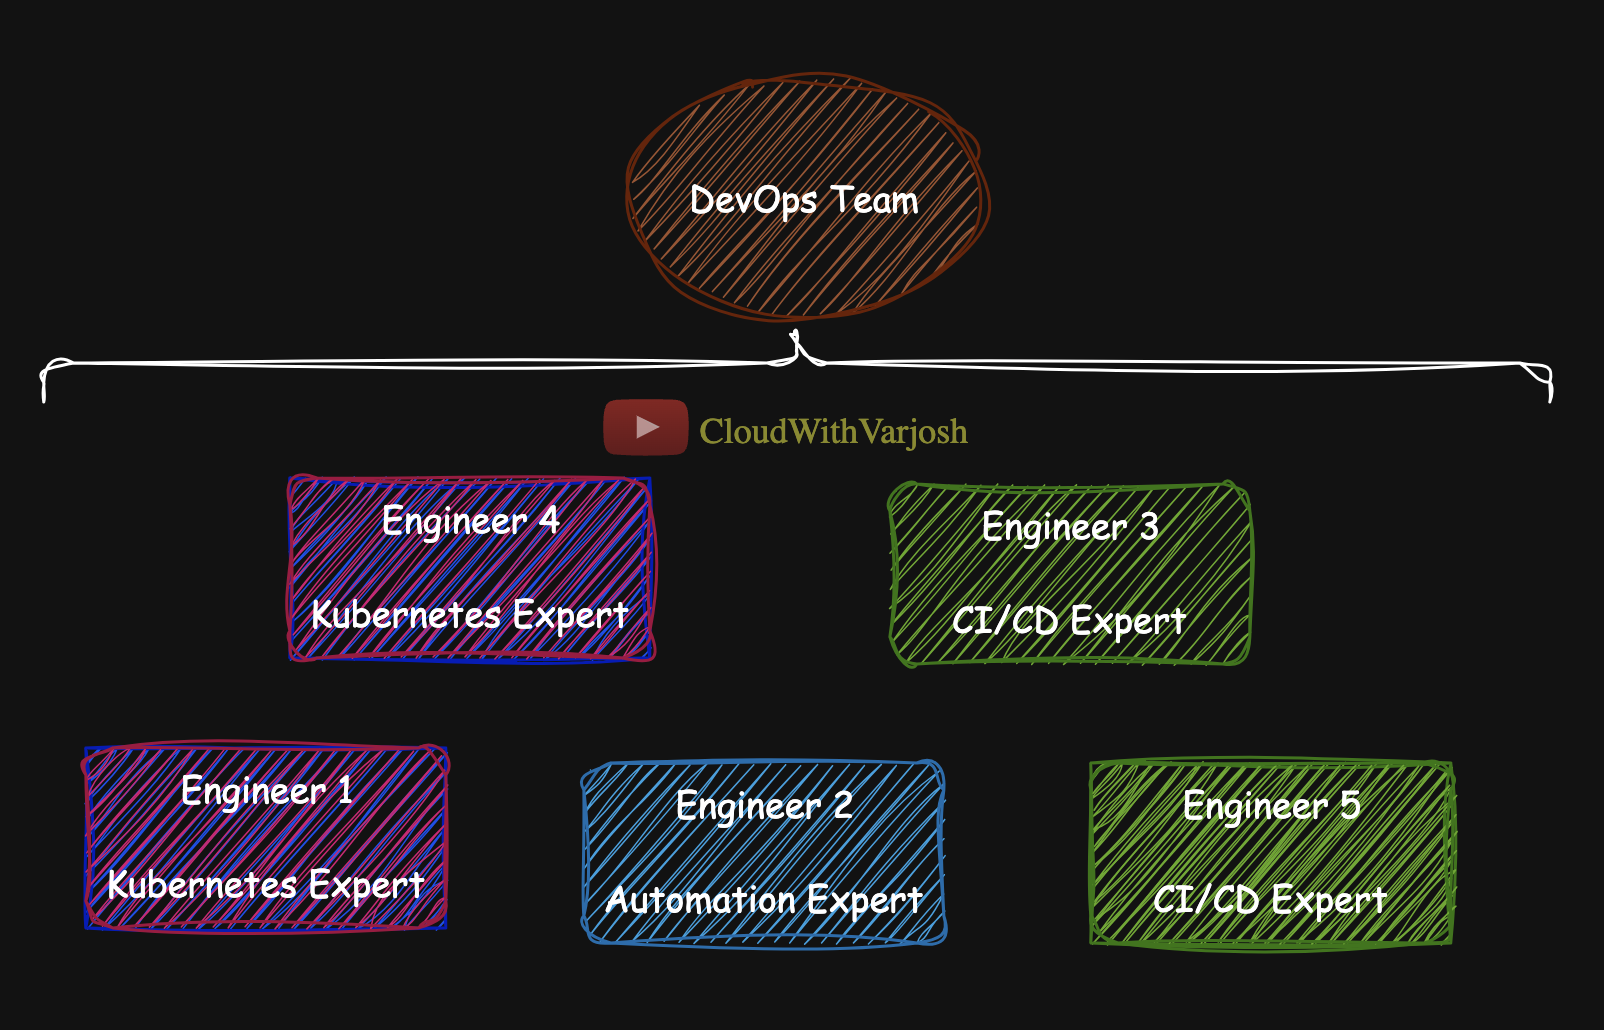 DevOps Team
CloudWithVarjosh
Engineer 4
Kubernetes Expert
Engineer 3
CI/CD Expert
Engineer 1
Kubernetes Expert
Engineer 2
Automation Expert
Engineer 5
CI/CD Expert